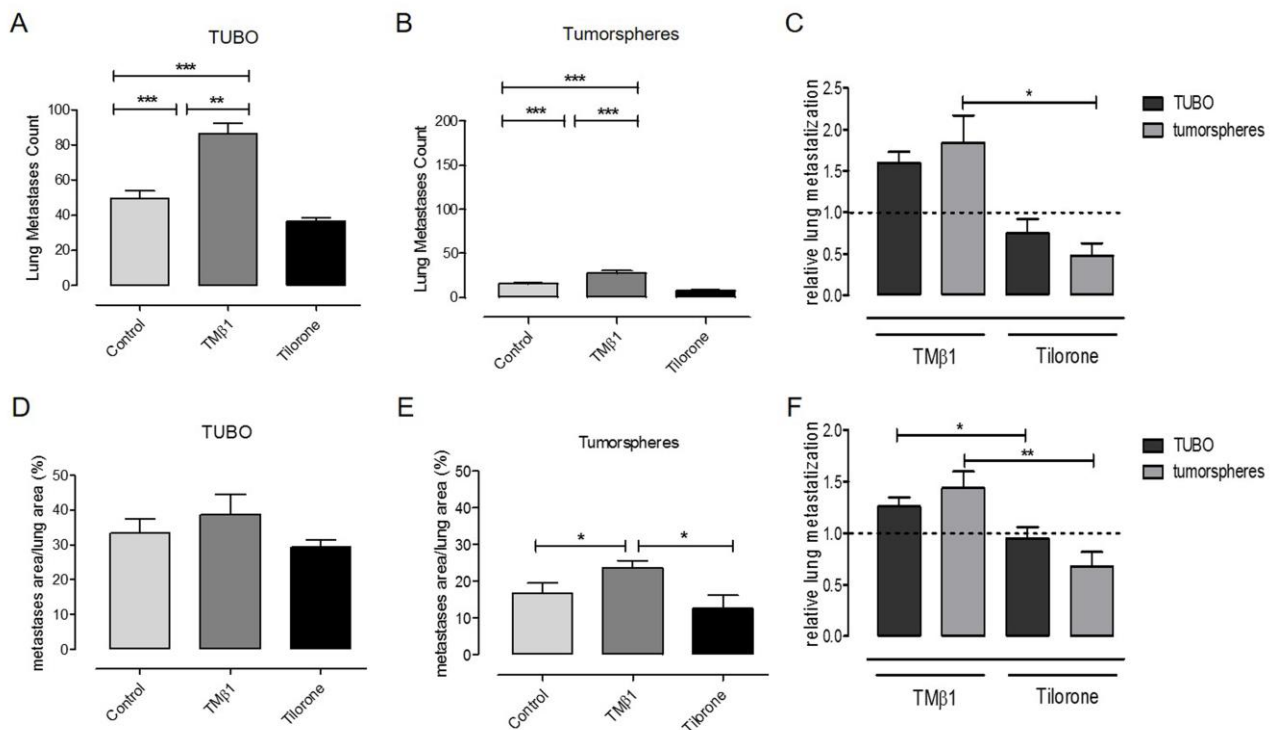 A
TUBO
***
***
**
Lung Metastases Count
100
80
60
40
20
0
Control
TMβ1
Tilorone
B
Tumorspheres
***
***
***
Lung Metastases Count
200
150
100
50
0
Control
TMβ1
Tilorone
C
*
relative lung metastatization
2.5
2.0
1.5
1.0
0.5
0.0
TMβ1
Tilorone
TUBO
tumorspheres
D
TUBO
metastases area/lung area (%)
50
40
30
20
10
0
Control
TMβ1
Tilorone
E
Tumorspheres
*
*
metastases area/lung area (%)
50
40
30
20
10
0
Control
TMβ1
Tilorone
F
*
**
relative lung metastatization
2.0
1.5
1.0
0.5
0.0
TMβ1
Tilorone
TUBO
tumorspheres